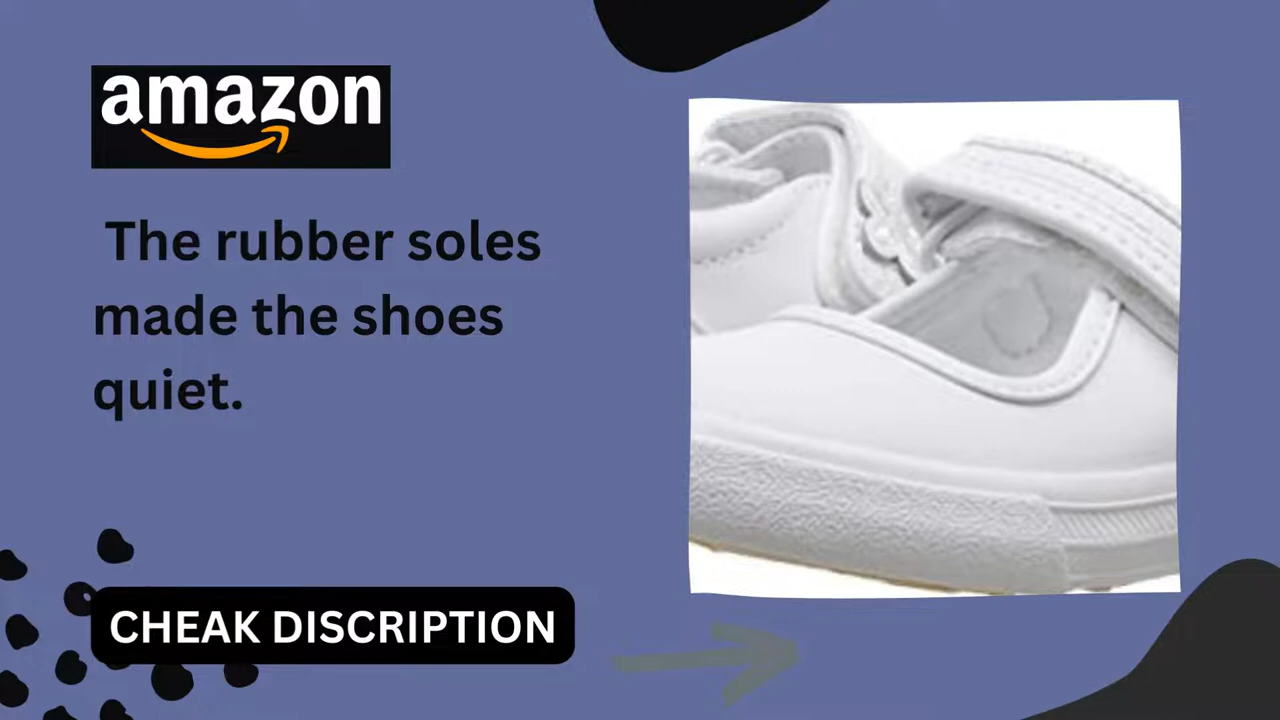 amazon
The rubber soles
made the shoes
quiet.
CHEAK DISCRIPTION